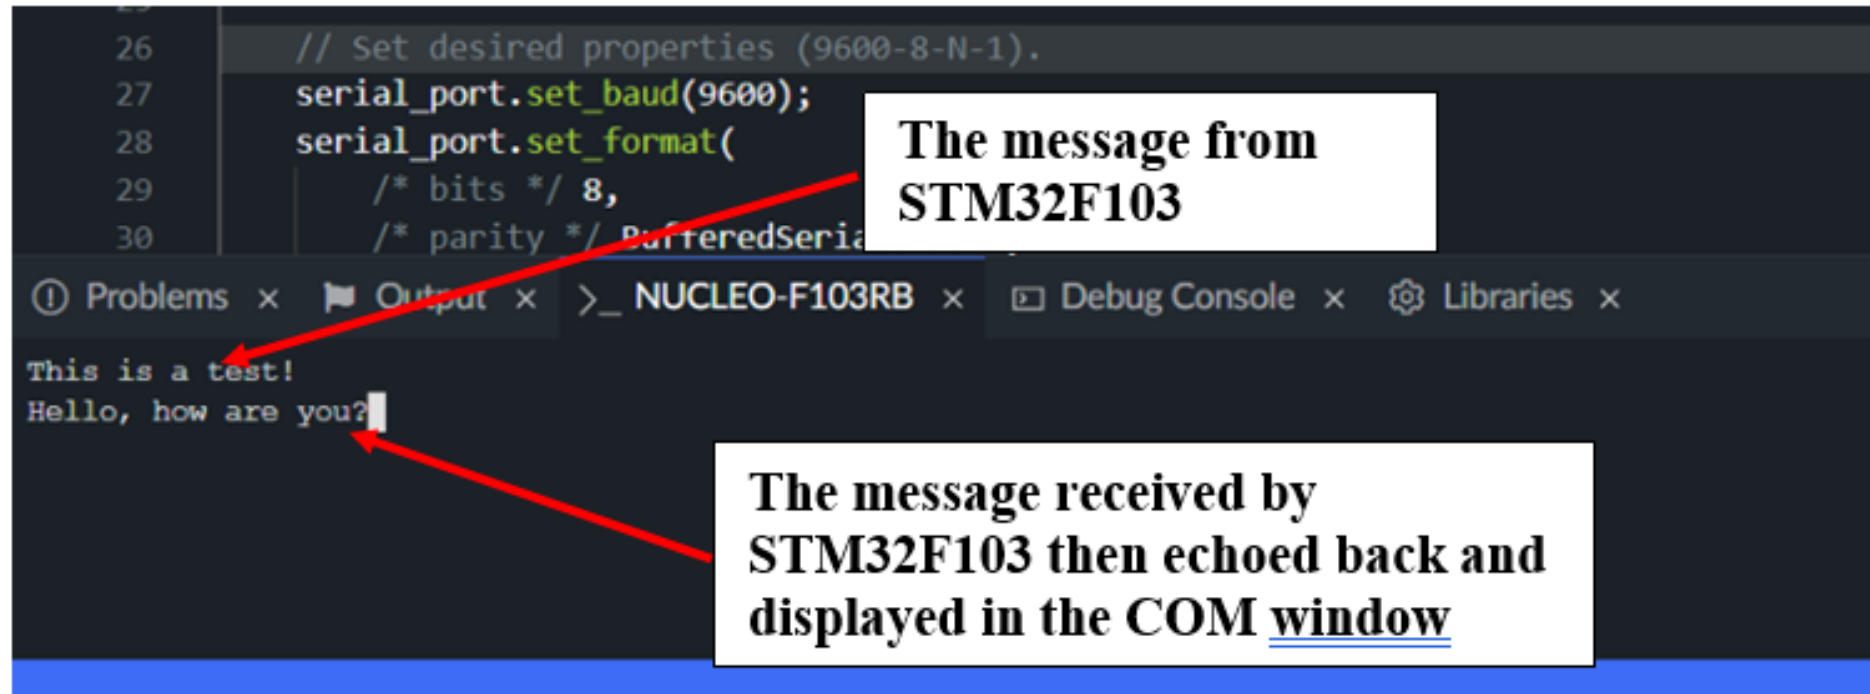 26 // Set desired properties (9600-8-N-1).
27 serial_port.set_baud(9600);
28 serial_port.set_format(
29 /* bits */ 8,
30 /* parity */ BufferedSeria
The message from
STM32F103
Problems × Output × >_ NUCLEO-F103RB × Debug Console × Libraries ×
This is a test!
Hello, how are you?
The message received by
STM32F103 then echoed back and
displayed in the COM window